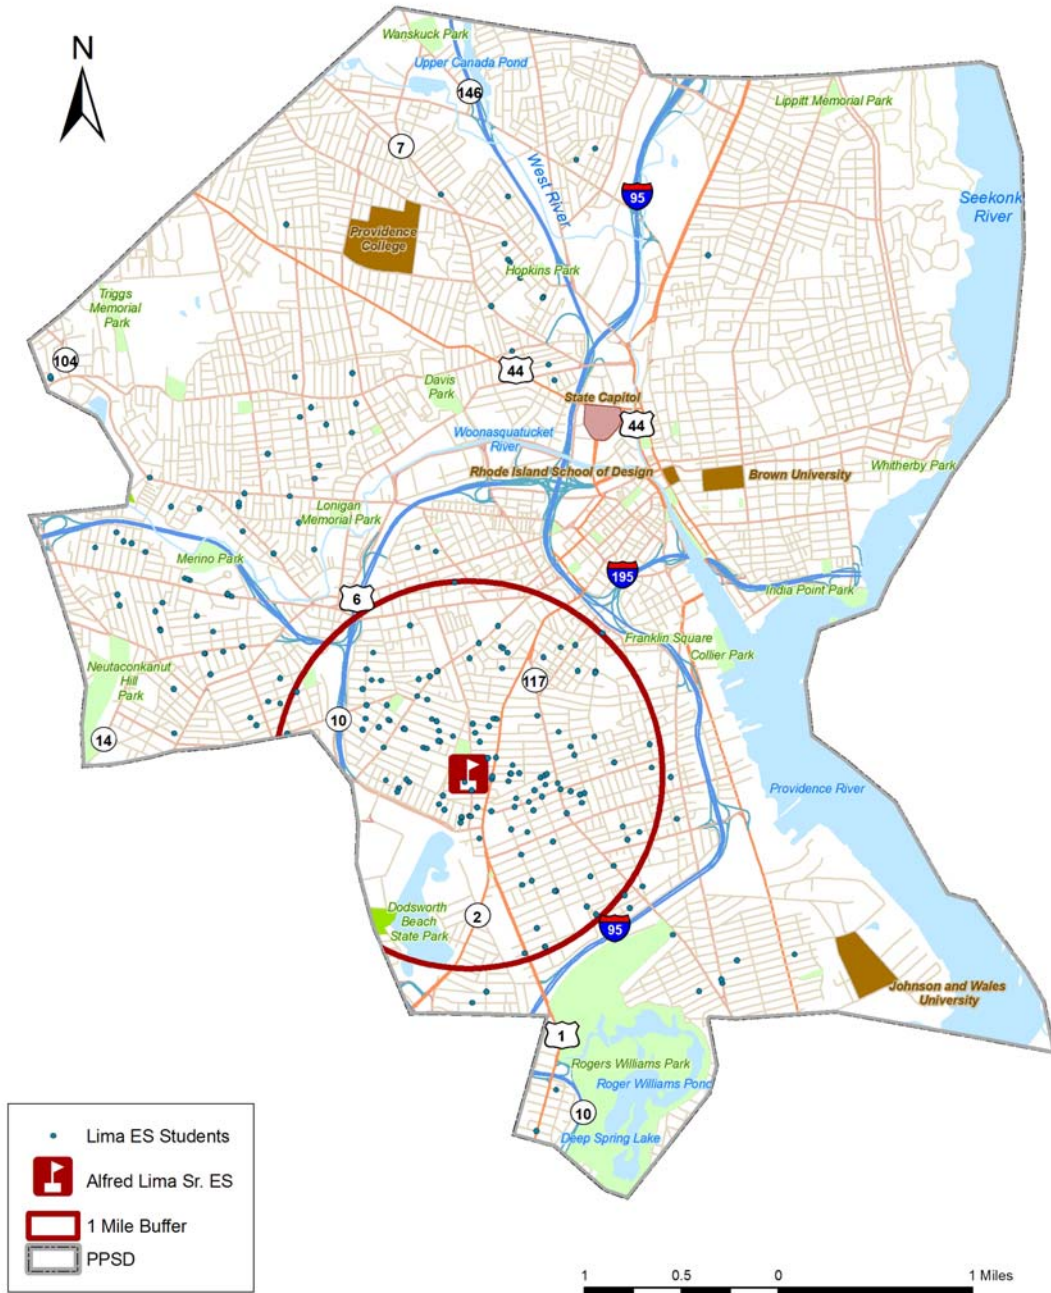 N
Wanskuck Park
Upper Canada Pond
146
Lippitt Memorial Park
7
West River
95
Seekonk
River
Providence
College
Hopkins Park
Triggs
Memorial
Park
104
44
Davis
Park
State Capitol
44
Woonasquatucket
River
Rhode Island School of Design
Brown University
Whitherby Park
Lonigan
Memorial Park
Merino Park
195
6
India Point Park
Franklin Square
Collier Park
Neutaconkanut
Hill
Park
117
10
14
Providence River
Dodsworth
Beach
State Park
2
95
Johnson and Wales
University
1
Rogers Williams Park
Roger Williams Pond
10
Deep Spring Lake
Lima ES Students
Alfred Lima Sr. ES
1 Mile Buffer
PPSD
1 0.5 0 1 Miles